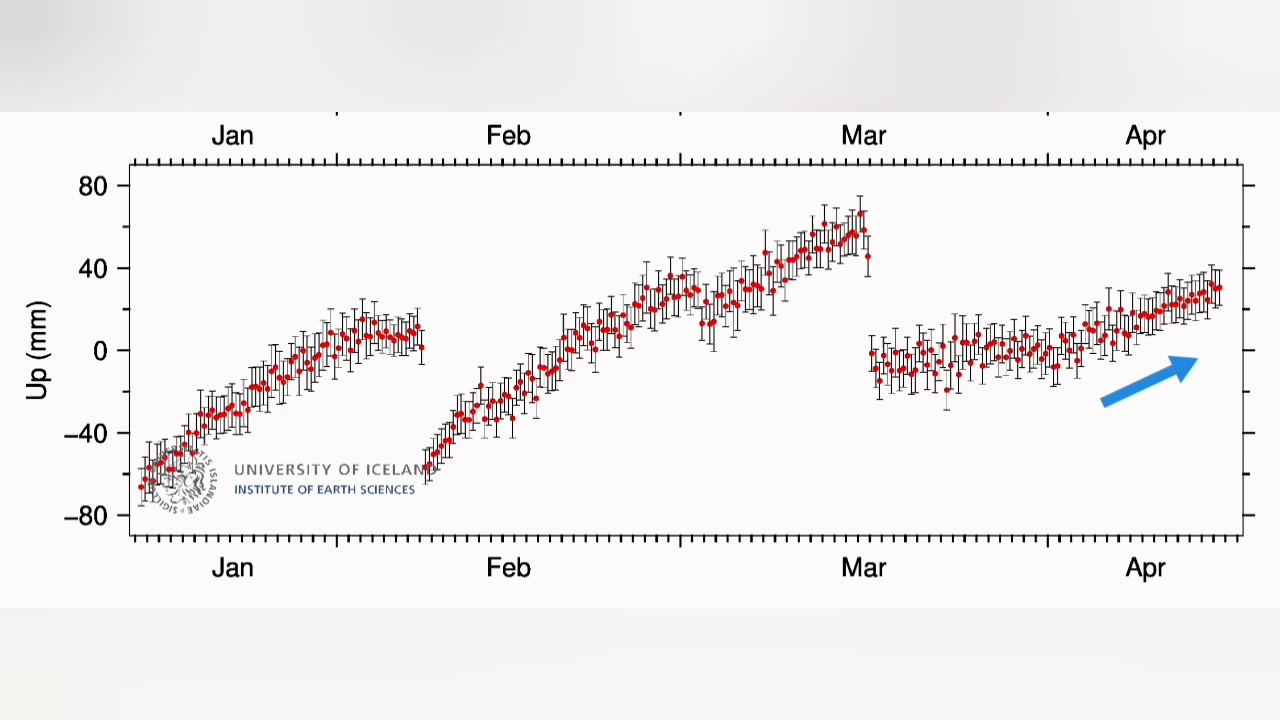 Jan Feb Mar Apr
80
40
0
−40
−80
Up (mm)
UNIVERSITY OF ICELAND
INSTITUTE OF EARTH SCIENCES
Jan Feb Mar Apr